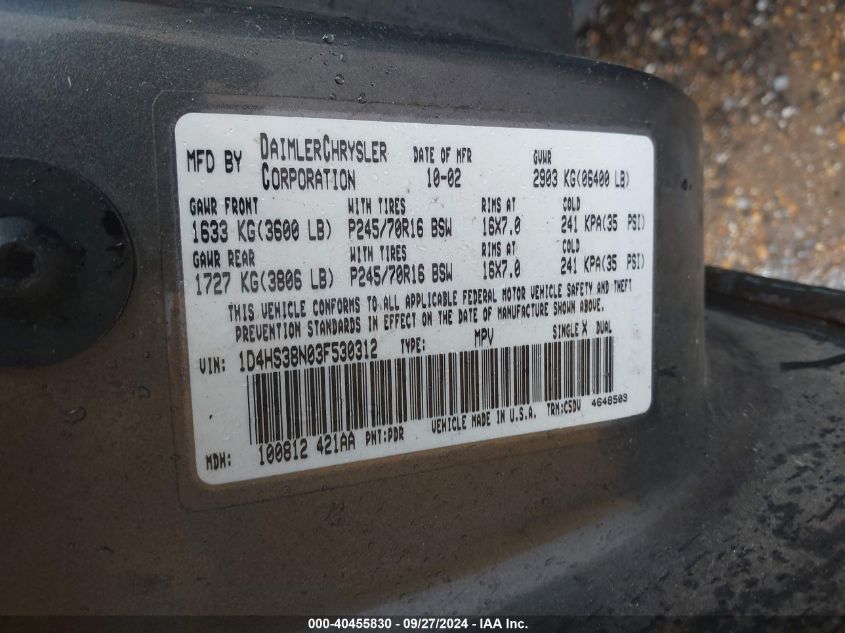 MFD BY DAIMLERCHRYSLER CORPORATION DATE OF MFR 10-02 GVWR 2903 KG(06400 LB)
GAWR FRONT WITH TIRES RIMS AT COLD
1633 KG(3600 LB) P245/70R16 BSW 16X7.0 241 KPA(35 PSI)
GAWR REAR WITH TIRES RIMS AT COLD
1727 KG(3806 LB) P245/70R16 BSW 16X7.0 241 KPA(35 PSI)
THIS VEHICLE CONFORMS TO ALL APPLICABLE FEDERAL MOTOR VEHICLE SAFETY AND THEFT
PREVENTION STANDARDS IN EFFECT ON THE DATE OF MANUFACTURE SHOWN ABOVE.
VIN: 1D4HS38N03F530312 TYPE: MPV SINGLE X DUAL
MDH: 100812 421AA PNT:PDR VEHICLE MADE IN U.S.A. TRM:CSDV 4648503
000-40455830 - 09/27/2024 - IAA Inc.